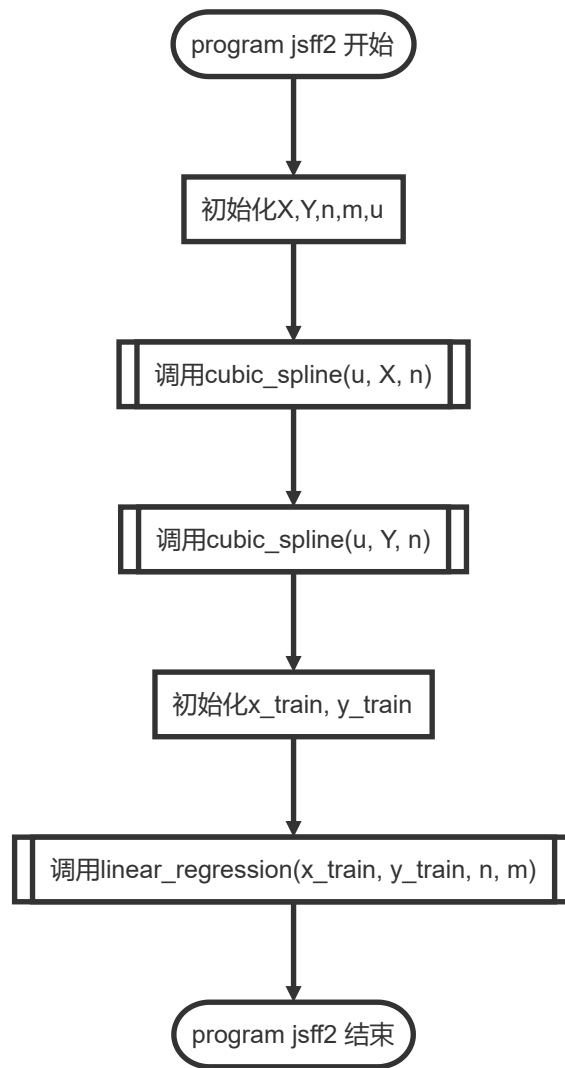 program jsff2 开始
初始化X,Y,n,m,u
调用cubic_spline(u, X, n)
调用cubic_spline(u, Y, n)
初始化x_train, y_train
调用linear_regression(x_train, y_train, n, m)
program jsff2 结束